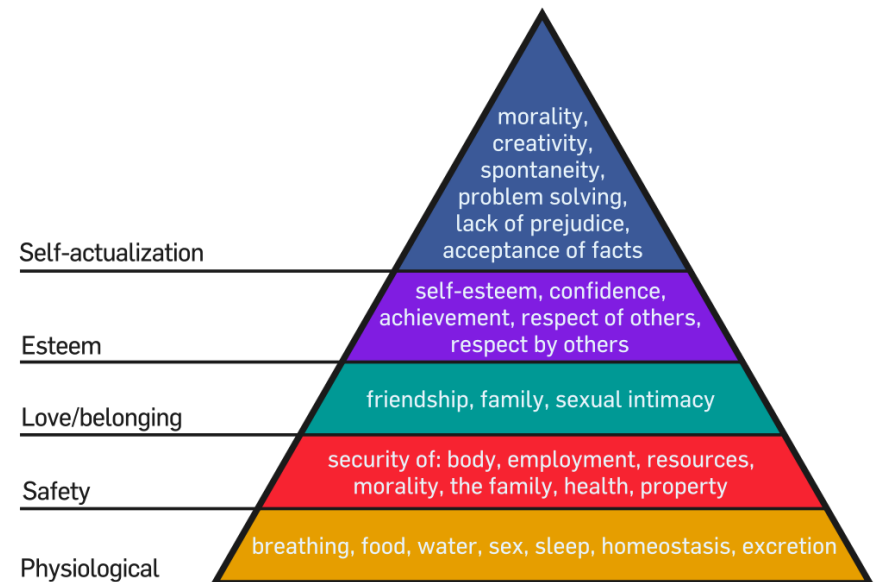 morality,
creativity,
spontaneity,
problem solving,
lack of prejudice,
acceptance of facts
Self-actualization
self-esteem, confidence,
achievement, respect of others,
respect by others
Esteem
friendship, family, sexual intimacy
Love/belonging
security of: body, employment, resources,
morality, the family, health, property
Safety
breathing, food, water, sex, sleep, homeostasis, excretion
Physiological